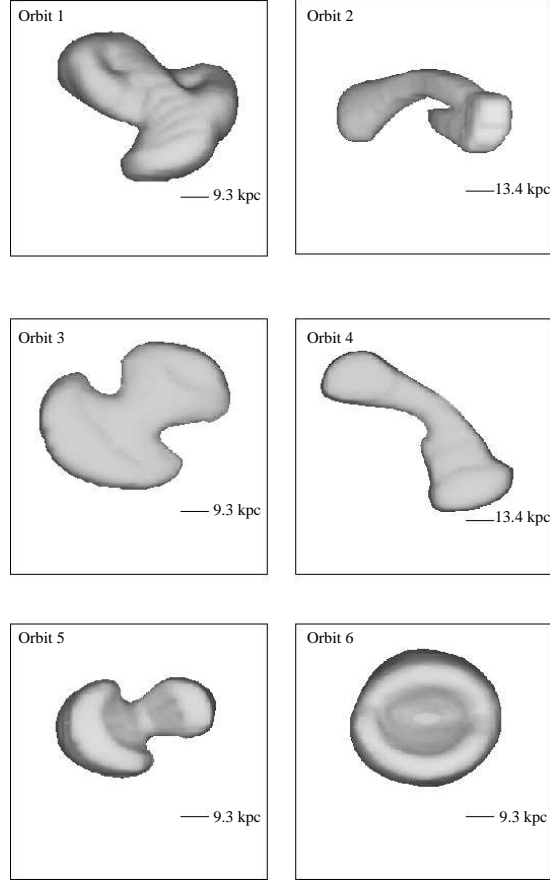 Orbit 1
9.3 kpc
Orbit 2
13.4 kpc
Orbit 3
9.3 kpc
Orbit 4
13.4 kpc
Orbit 5
9.3 kpc
Orbit 6
9.3 kpc